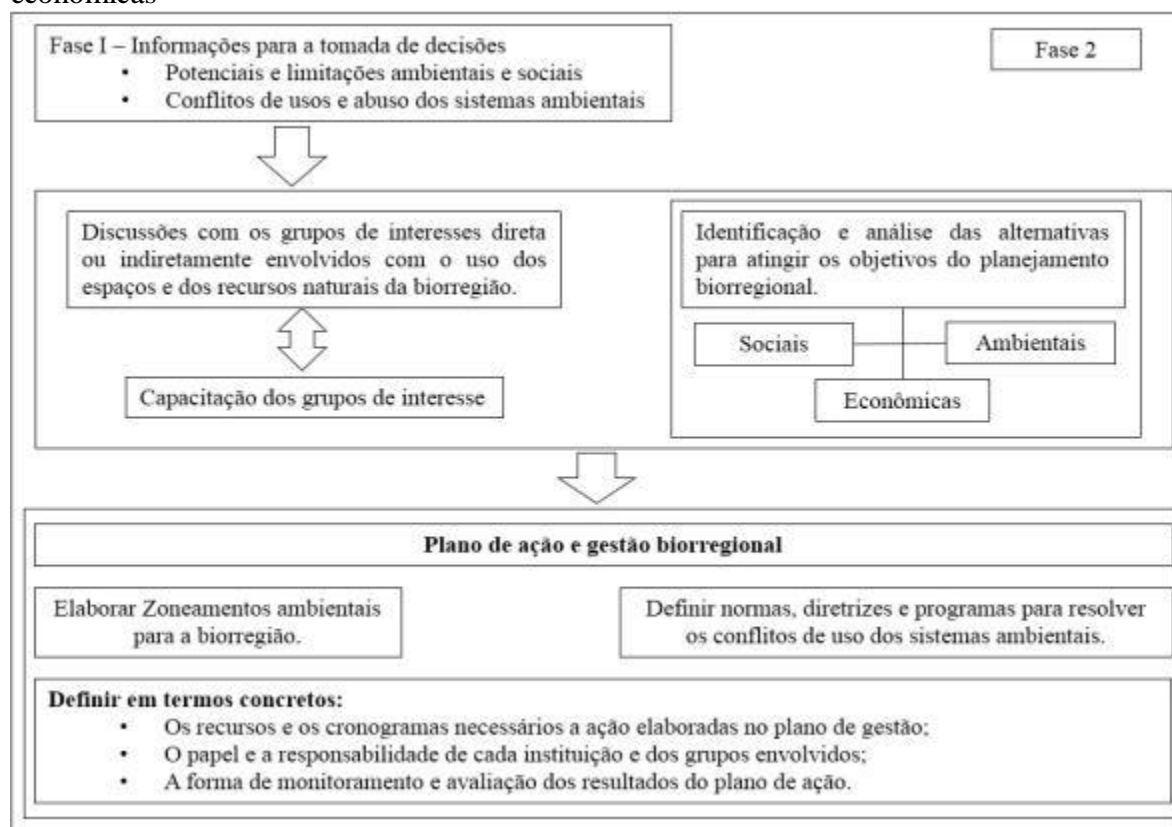 econômicas
Fase I – Informações para a tomada de decisões
• Potenciais e limitações ambientais e sociais
• Conflitos de usos e abuso dos sistemas ambientais
Fase 2
Discussões com os grupos de interesses direta
ou indiretamente envolvidos com o uso dos
espaços e dos recursos naturais da biorregião.
Capacitação dos grupos de interesse
Identificação e análise das alternativas
para atingir os objetivos do planejamento
biorregional.
Sociais
Ambientais
Econômicas
Plano de ação e gestão biorregional
Elaborar Zoneamentos ambientais
para a biorregião.
Definir normas, diretrizes e programas para resolver
os conflitos de uso dos sistemas ambientais.
Definir em termos concretos:
• Os recursos e os cronogramas necessários a ação elaboradas no plano de gestão;
• O papel e a responsabilidade de cada instituição e dos grupos envolvidos;
• A forma de monitoramento e avaliação dos resultados do plano de ação.